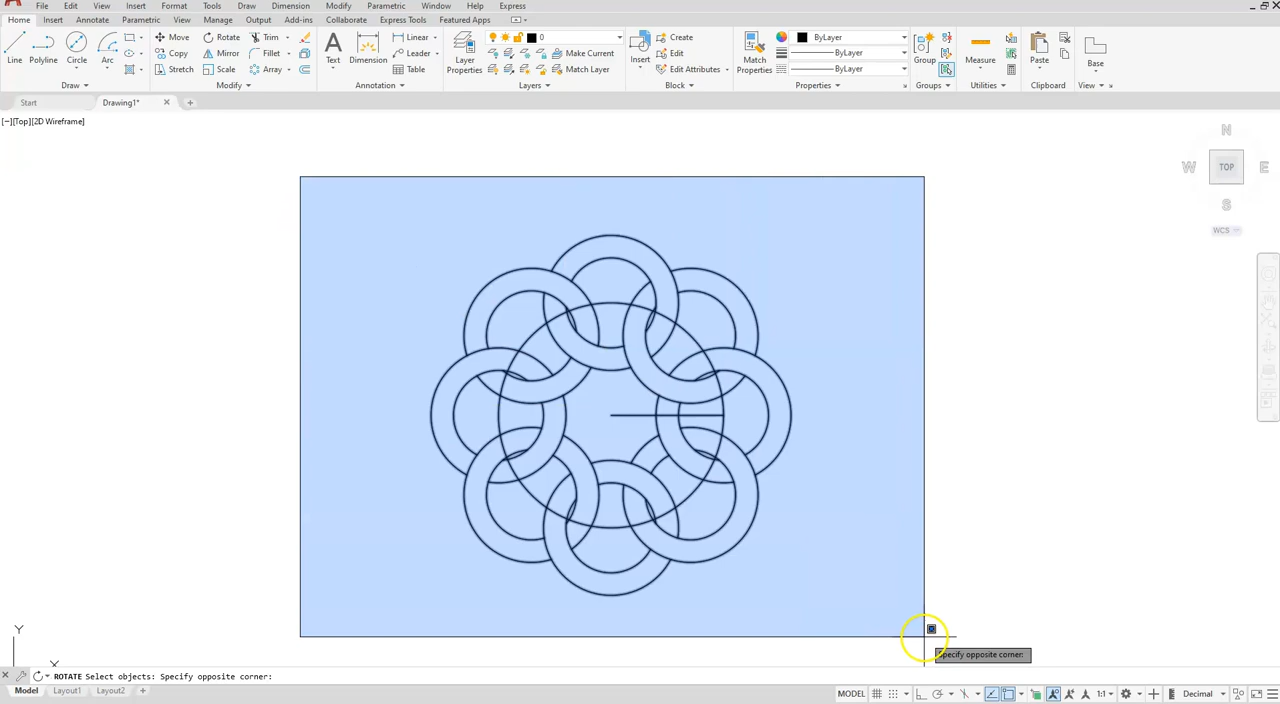 File Edit View Insert Format Tools Draw Dimension Modify Parametric Window Help Express
Home Insert Annotate Parametric View Manage Output Add-ins Collaborate Express Tools Featured Apps
Line Polyline Circle Arc
Move Rotate Trim
Copy Mirror Fillet
Stretch Scale Array
Text Dimension
Linear
Leader
Table
Layer
Properties
0
Make Current
Match Layer
Insert
Create
Edit
Edit Attributes
Match
Properties
ByLayer
ByLayer
ByLayer
Group
Measure
Paste
Base
Draw Modify Annotation Layers Block Properties Groups Utilities Clipboard View
Start Drawing1*
[−][Top][2D Wireframe]
N
W TOP E
S
WCS
Y
X
Specify opposite corner:
ROTATE Select objects: Specify opposite corner:
Model Layout1 Layout2 +
MODEL 1:1 Decimal